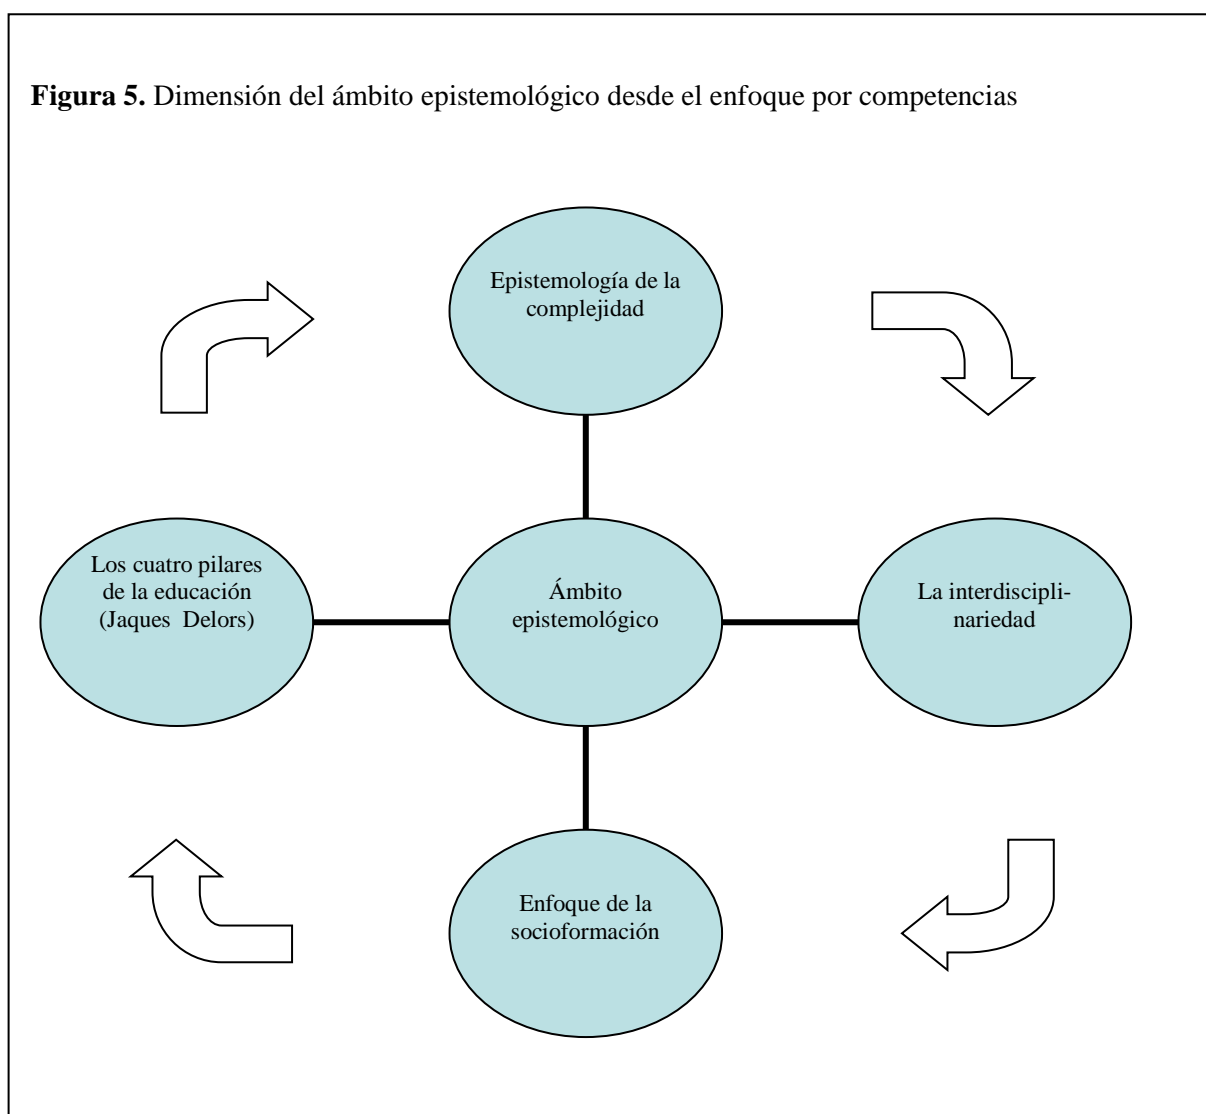 Figura 5. Dimensión del ámbito epistemológico desde el enfoque por competencias
Epistemología de la
complejidad
Los cuatro pilares
de la educación
(Jaques  Delors)
Ámbito
epistemológico
La interdiscipli-
nariedad
Enfoque de la
socioformación